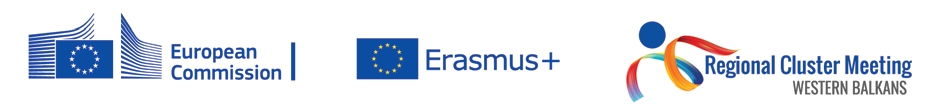 European
Commission
Erasmus+
Regional Cluster Meeting
WESTERN BALKANS